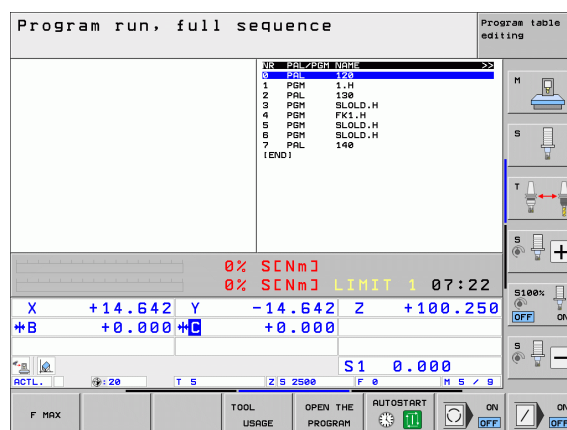 Program run, full sequence
Program table editing
NR PAL/PGM NAME >>
0 PAL 120
1 PGM 1.H
2 PAL 130
3 PGM SLOLD.H
4 PGM FK1.H
5 PGM SLOLD.H
6 PGM SLOLD.H
7 PAL 140
[END]
M
S
T
S
S100%
OFF ON
S
0% S[Nm]
0% S[Nm] LIMIT 1 07:22
X +14.642 Y -14.642 Z +100.250
B +0.000 C +0.000
S1 0.000
ACTL. : 20 T 5 Z S 2500 F 0 M 5 / 9
F MAX
TOOL USAGE
OPEN THE PROGRAM
AUTOSTART
ON OFF
ON OFF